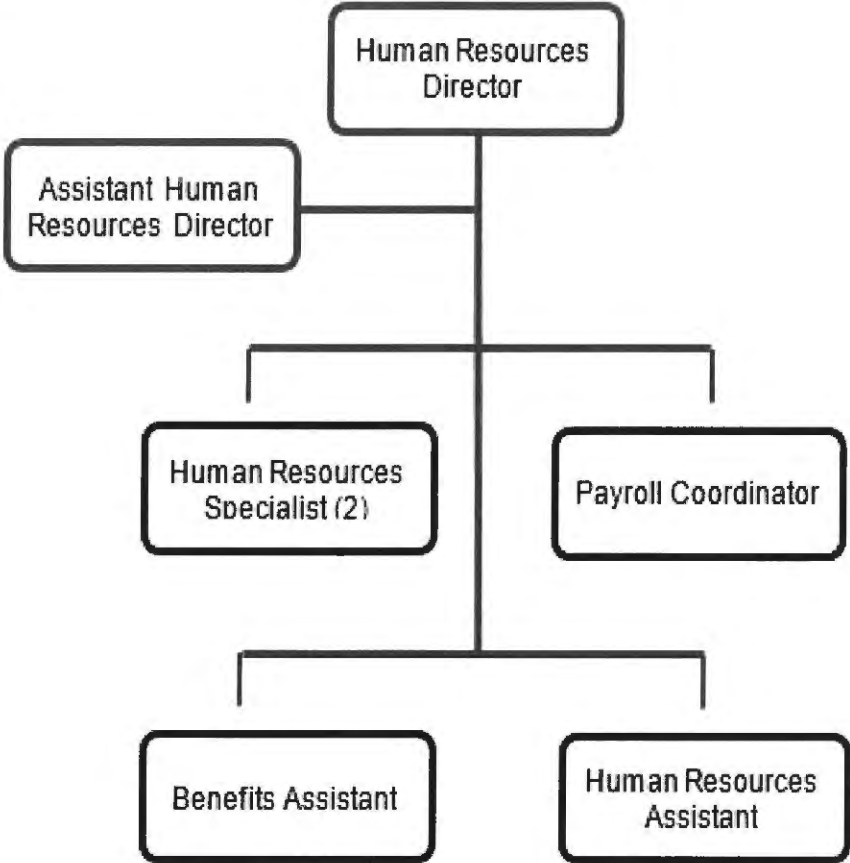 Human Resources
Director
Assistant Human
Resources Director
Human Resources
Specialist (2)
Payroll Coordinator
Benefits Assistant
Human Resources
Assistant